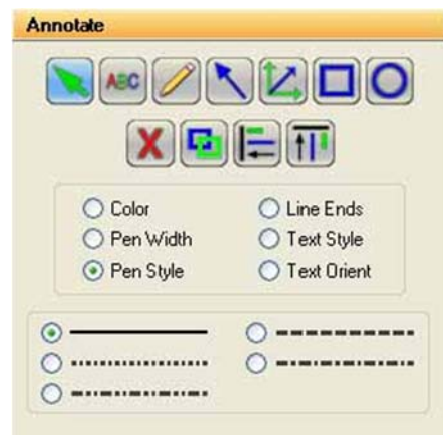 Annotate
ABC
Color Line Ends
Pen Width Text Style
Pen Style Text Orient